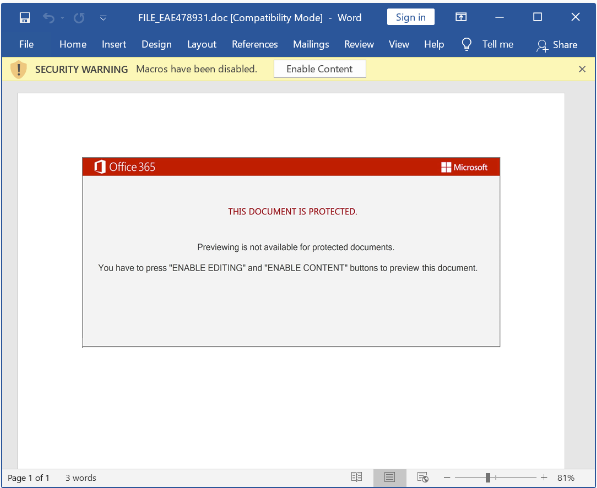 FILE_EAE478931.doc [Compatibility Mode] - Word Sign in
File Home Insert Design Layout References Mailings Review View Help Tell me Share
SECURITY WARNING Macros have been disabled. Enable Content
Office 365 Microsoft
THIS DOCUMENT IS PROTECTED.
Previewing is not available for protected documents.
You have to press "ENABLE EDITING" and "ENABLE CONTENT" buttons to preview this document.
Page 1 of 1 3 words 81%